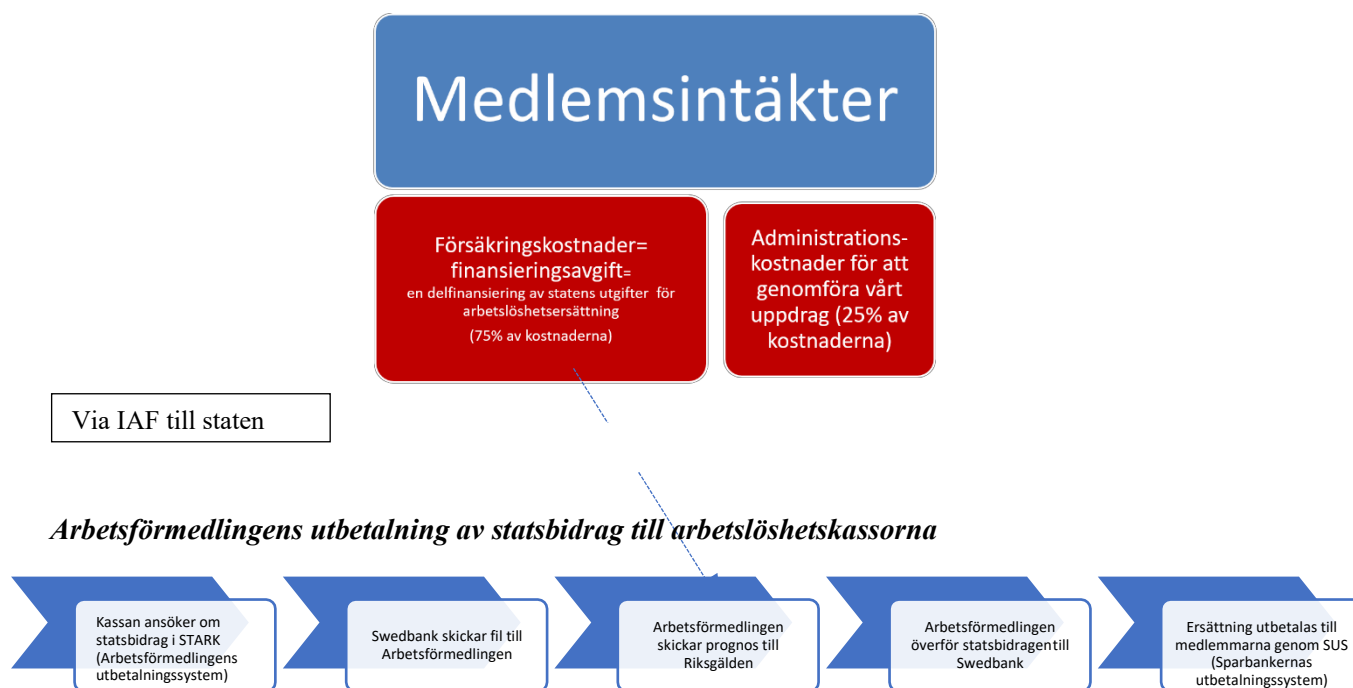 Medlemsintäkter
Försäkringskostnader=
finansieringsavgift=
en delfinansiering av statens utgifter för
arbetslöshetsersättning
(75% av kostnaderna)
Administrations-
kostnader för att
genomföra vårt
uppdrag (25% av
kostnaderna)
Via IAF till staten
Arbetsförmedlingens utbetalning av statsbidrag till arbetslöshetskassorna
Kassan ansöker om
statsbidrag i STARK
(Arbetsförmedlingens
utbetalningssystem)
Swedbank skickar fil till
Arbetsförmedlingen
Arbetsförmedlingen
skickar prognos till
Riksgälden
Arbetsförmedlingen
överför statsbidragentill
Swedbank
Ersättning utbetalas till
medlemmarna genom SUS
(Sparbankernas
utbetalningssystem)